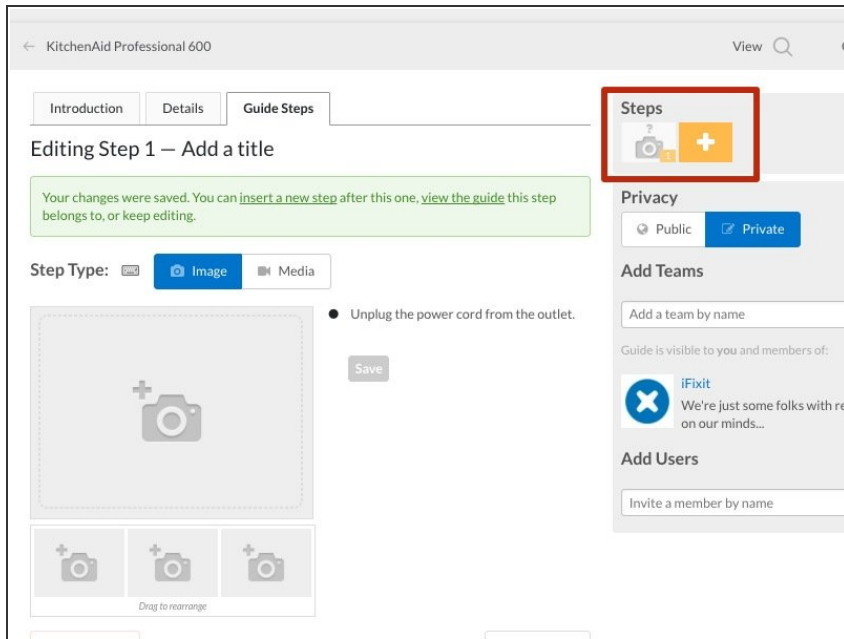 ← KitchenAid Professional 600
View
Introduction
Details
Guide Steps
Editing Step 1 — Add a title
Your changes were saved. You can insert a new step after this one, view the guide this step
belongs to, or keep editing.
Step Type:
Image
Media
Unplug the power cord from the outlet.
Save
Drag to rearrange
Steps
?
?
Privacy
Public
Private
Add Teams
Add a team by name
Guide is visible to you and members of:
iFixit
We're just some folks with re
on our minds...
Add Users
Invite a member by name